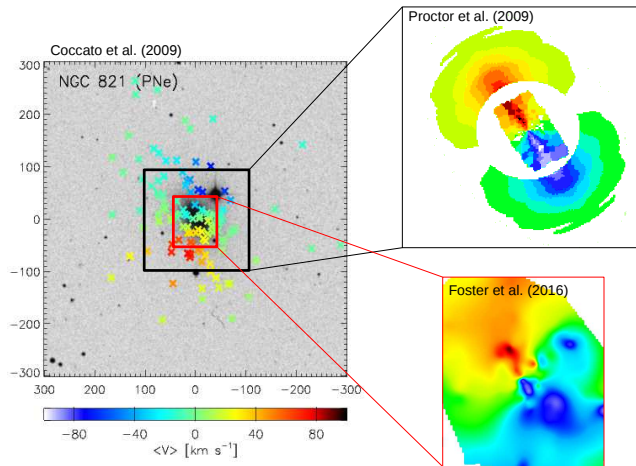 Proctor et al. (2009)
Coccato et al. (2009)
300
NGC 821 (PNe)
200
100
0
−100
−200
−300
300 200 100 0 −100 −200 −300
−80 −40 0 40 80
<V> [km s⁻¹]
Foster et al. (2016)